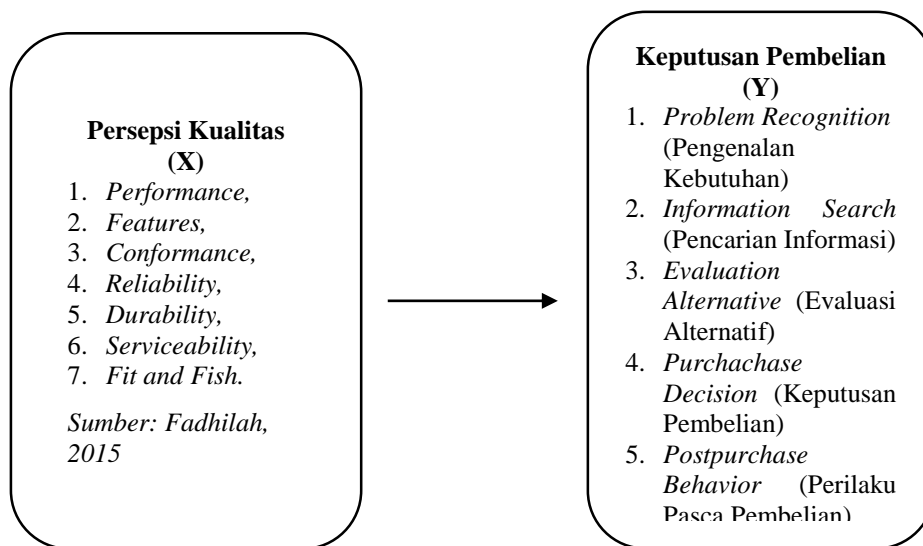 Persepsi Kualitas
(X)
1. Performance,
2. Features,
3. Conformance,
4. Reliability,
5. Durability,
6. Serviceability,
7. Fit and Fish.
Sumber: Fadhilah,
2015
Keputusan Pembelian
(Y)
1. Problem Recognition
(Pengenalan
Kebutuhan)
2. Information Search
(Pencarian Informasi)
3. Evaluation
Alternative (Evaluasi
Alternatif)
4. Purchachase
Decision (Keputusan
Pembelian)
5. Postpurchase
Behavior (Perilaku
Pasca Pembelian)